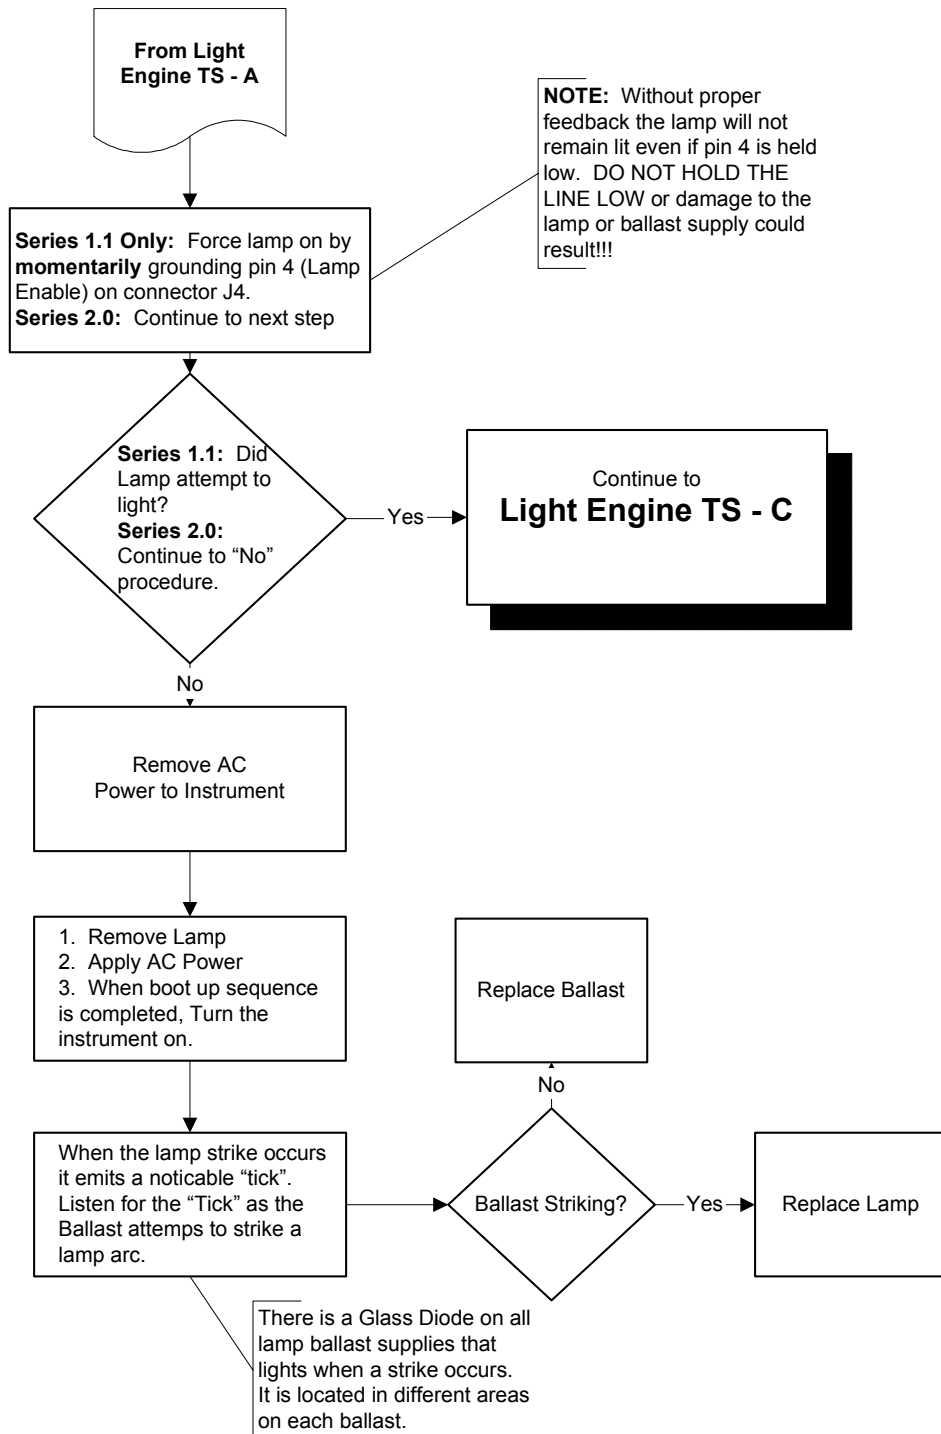 From Light
Engine TS - A
NOTE: Without proper
feedback the lamp will not
remain lit even if pin 4 is held
low. DO NOT HOLD THE
LINE LOW or damage to the
lamp or ballast supply could
result!!!
Series 1.1 Only: Force lamp on by
momentarily grounding pin 4 (Lamp
Enable) on connector J4.
Series 2.0: Continue to next step
Series 1.1: Did
Lamp attempt to
light?
Series 2.0:
Continue to “No”
procedure.
Yes
Continue to
Light Engine TS - C
No
Remove AC
Power to Instrument
1. Remove Lamp
2. Apply AC Power
3. When boot up sequence
is completed, Turn the
instrument on.
Replace Ballast
No
When the lamp strike occurs
it emits a noticable “tick”.
Listen for the “Tick” as the
Ballast attemps to strike a
lamp arc.
Ballast Striking?
Yes
Replace Lamp
There is a Glass Diode on all
lamp ballast supplies that
lights when a strike occurs.
It is located in different areas
on each ballast.